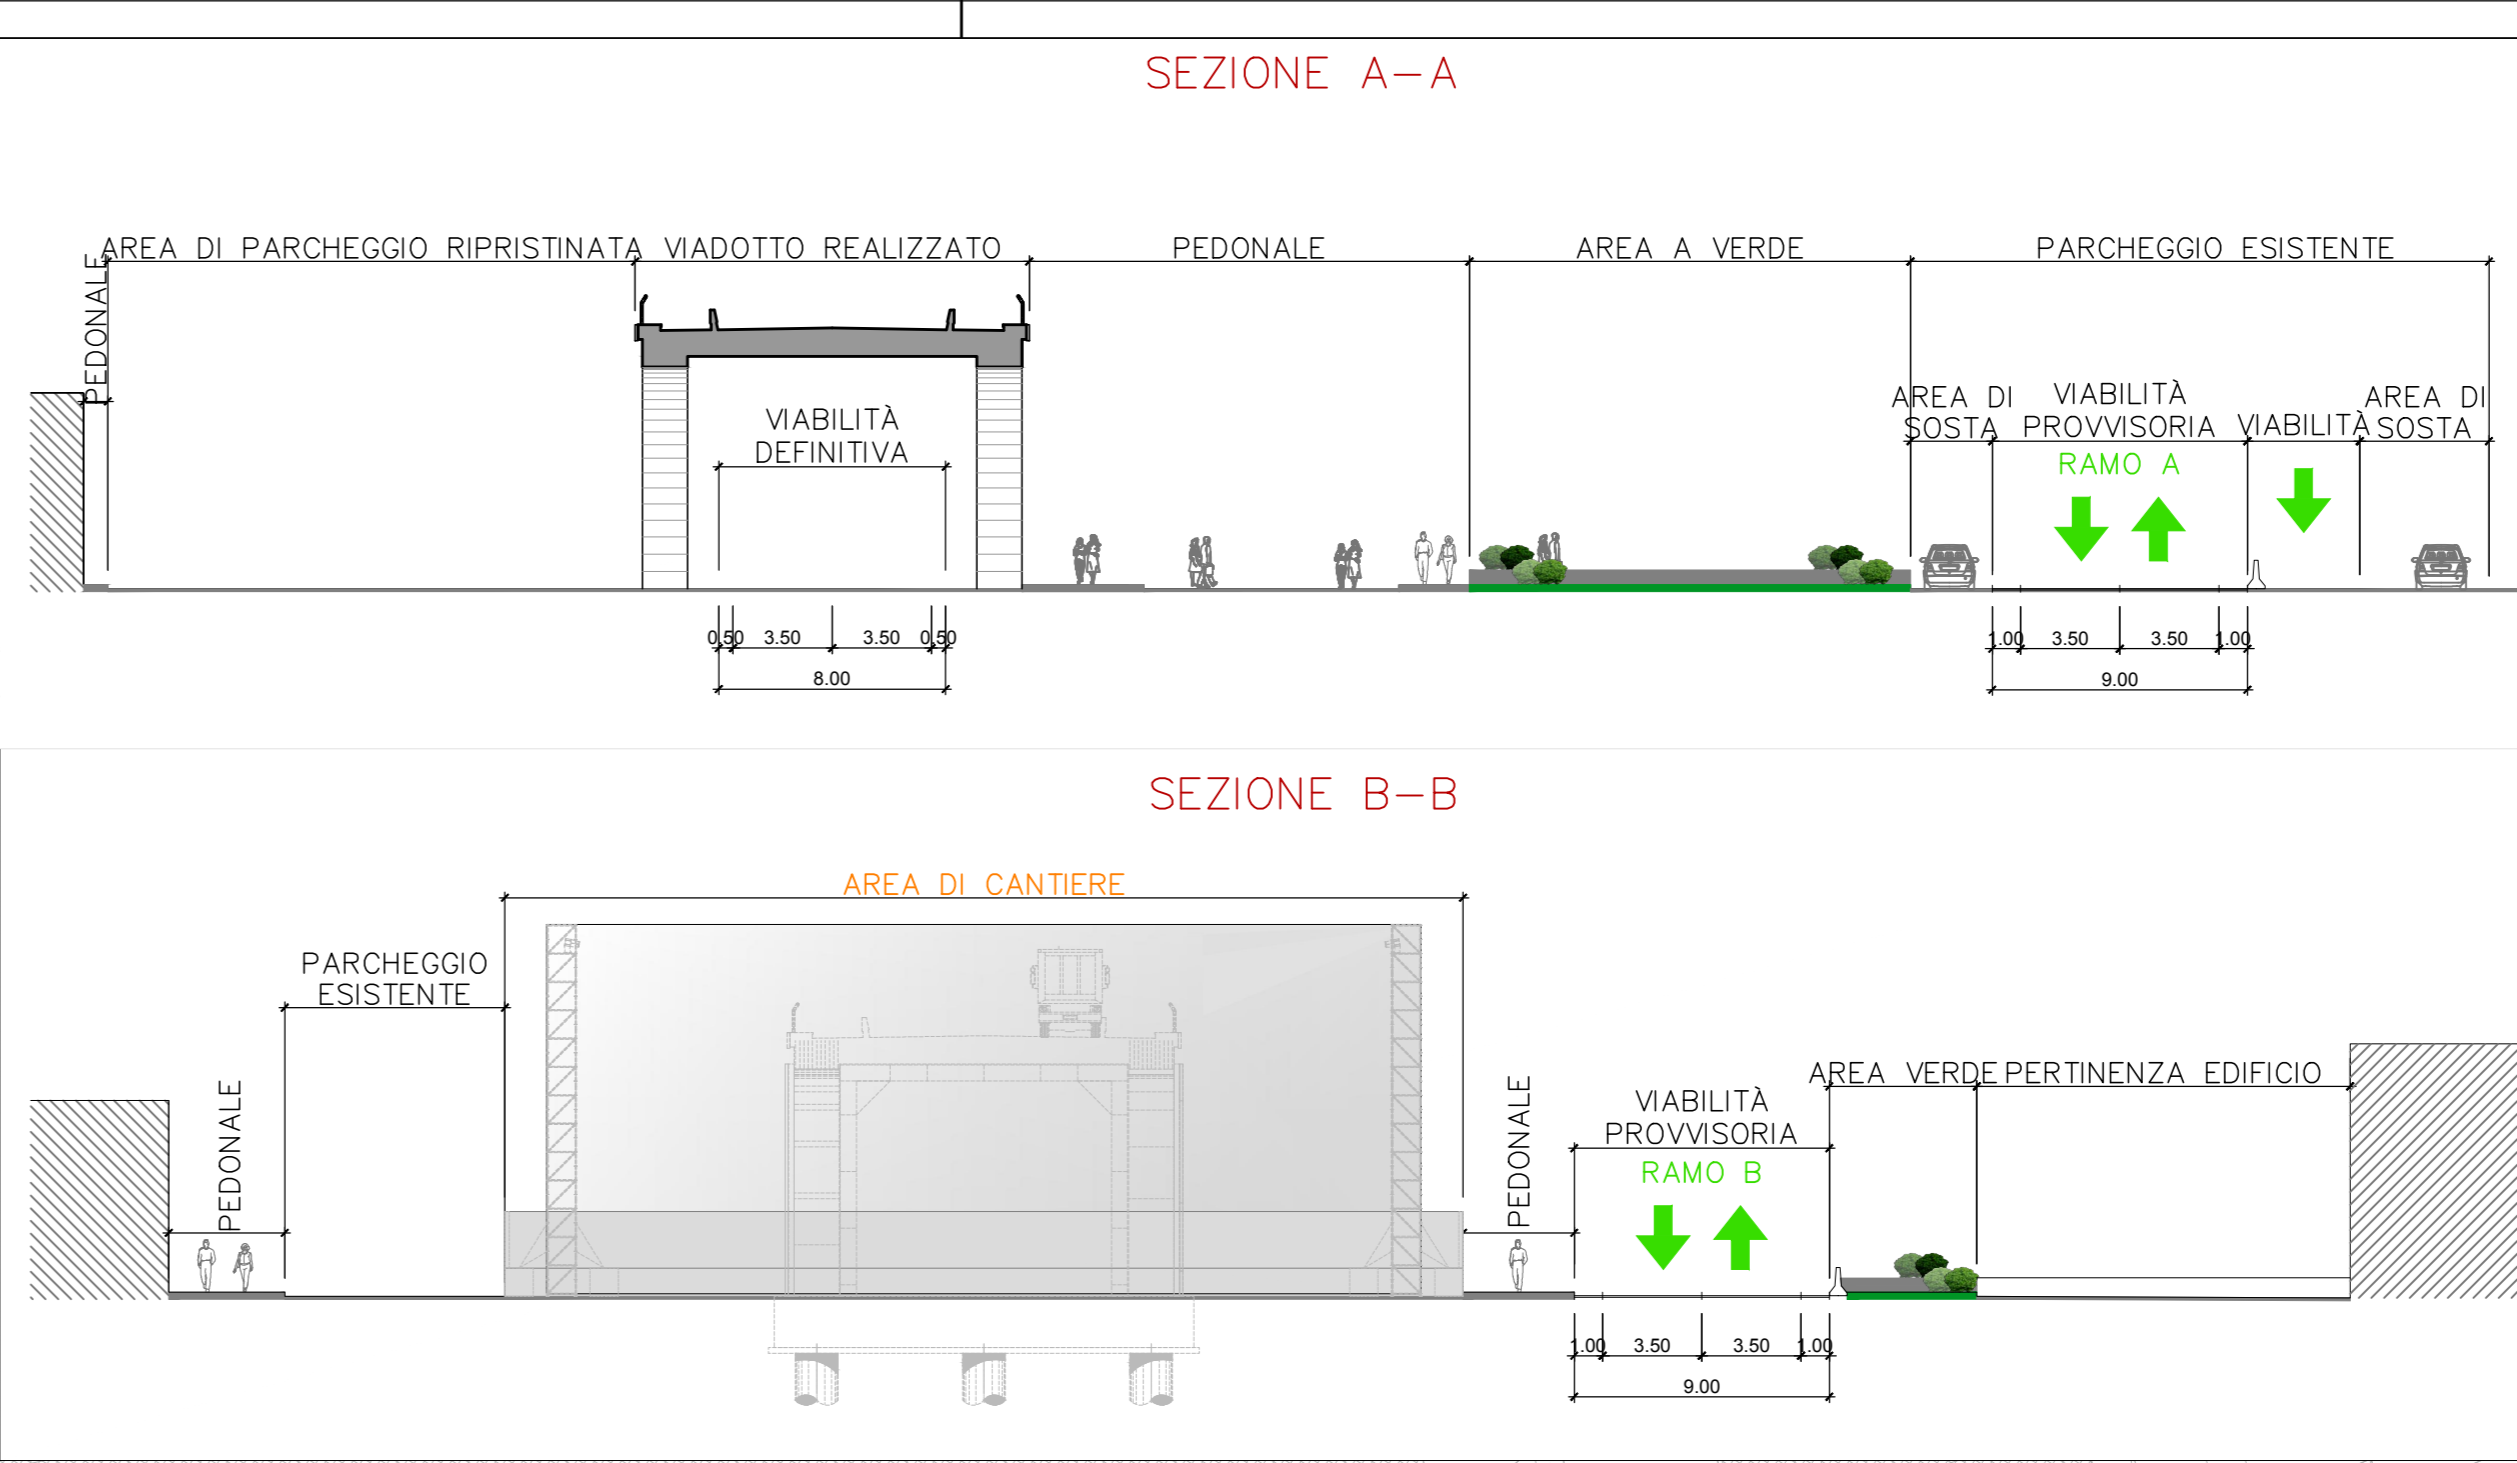 SEZIONE A-A
AREA DI PARCHEGGIO RIPRISTINATA
VIADOTTO REALIZZATO
PEDONALE
AREA A VERDE
PARCHEGGIO ESISTENTE
PEDONALE
VIABILITÀ
DEFINITIVA
AREA DI
SOSTA
VIABILITÀ
PROVVISORIA
VIABILITÀ
AREA DI
SOSTA
RAMO A
0.50 3.50 3.50 0.50
8.00
1.00 3.50 3.50 1.00
9.00
SEZIONE B-B
AREA DI CANTIERE
PARCHEGGIO
ESISTENTE
PEDONALE
PEDONALE
VIABILITÀ
PROVVISORIA
RAMO B
AREA VERDE
PERTINENZA EDIFICIO
1.00 3.50 3.50 1.00
9.00